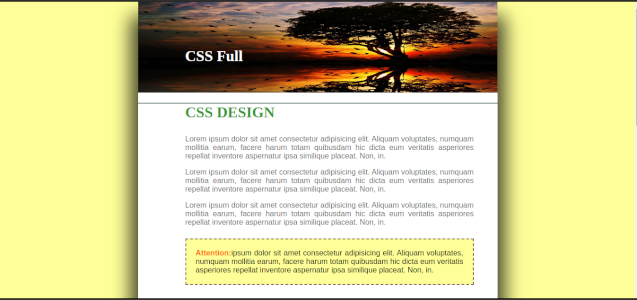 CSS Full
CSS DESIGN
Lorem ipsum dolor sit amet consectetur adipisicing elit. Aliquam voluptates, numquam
mollitia earum, facere harum totam quibusdam hic dicta eum veritatis asperiores
repellat inventore aspernatur ipsa similique placeat. Non, in.
Lorem ipsum dolor sit amet consectetur adipisicing elit. Aliquam voluptates, numquam
mollitia earum, facere harum totam quibusdam hic dicta eum veritatis asperiores
repellat inventore aspernatur ipsa similique placeat. Non, in.
Lorem ipsum dolor sit amet consectetur adipisicing elit. Aliquam voluptates, numquam
mollitia earum, facere harum totam quibusdam hic dicta eum veritatis asperiores
repellat inventore aspernatur ipsa similique placeat. Non, in.
Attention:ipsum dolor sit amet consectetur adipisicing elit. Aliquam voluptates,
numquam mollitia earum, facere harum totam quibusdam hic dicta eum veritatis
asperiores repellat inventore aspernatur ipsa similique placeat. Non, in.